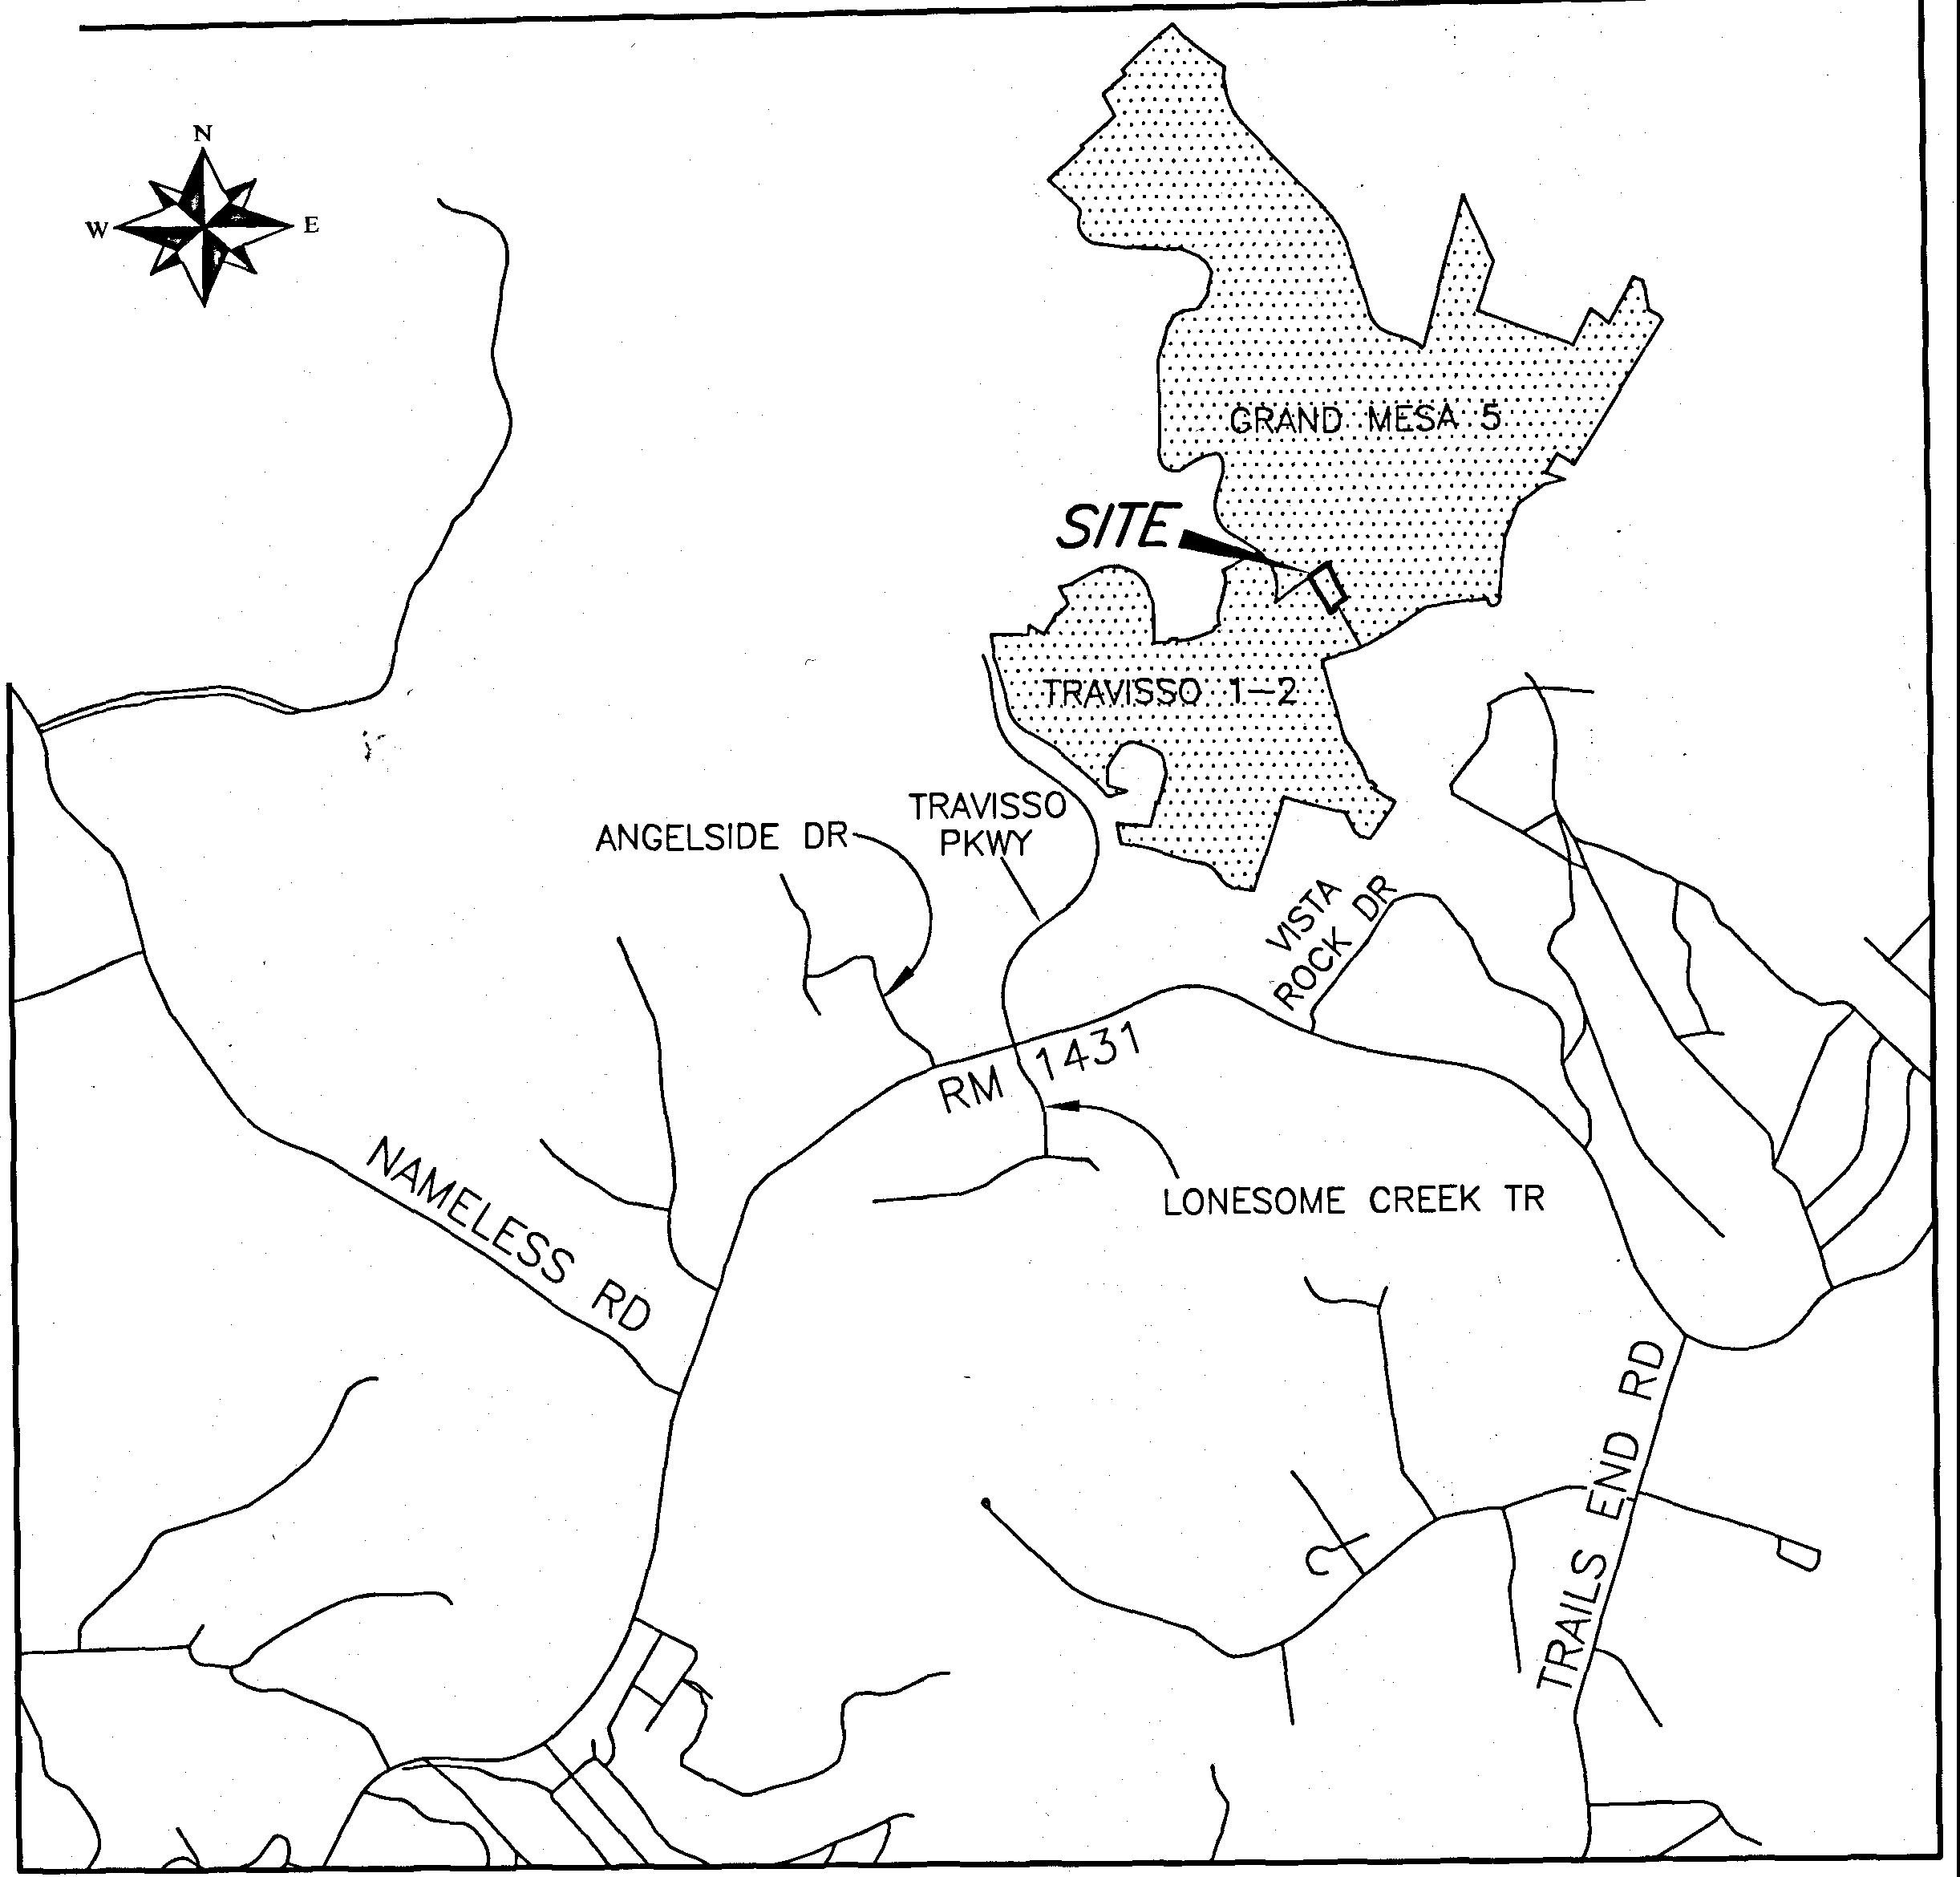 N
W
E
GRAND MESA 5
SITE
TRAVISSO 1-2
TRAVISSO
PKWY
ANGELSIDE DR
VISTA
ROCK DR
RM 1431
NAMELESS RD
LONESOME CREEK TR
TRAILS END RD